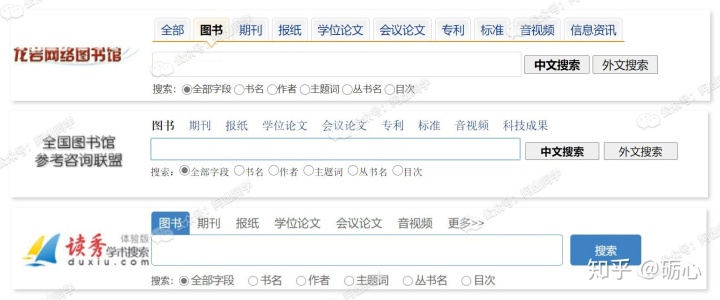 全部 图书 期刊 报纸 学位论文 会议论文 专利 标准 音视频 信息资讯
龙岩网络图书馆
中文搜索 外文搜索
搜索: 全部字段 书名 作者 主题词 丛书名 目次
图书 期刊 报纸 学位论文 会议论文 专利 标准 音视频 科技成果
全国图书馆
参考咨询联盟
中文搜索 外文搜索
搜索: 全部字段 书名 作者 主题词 丛书名 目次
图书 期刊 报纸 学位论文 会议论文 音视频 更多>>
读秀 体验版
学术搜索
duxiu.com
搜索
搜索: 全部字段 书名 作者 主题词 丛书名 目次
知乎 @砺心